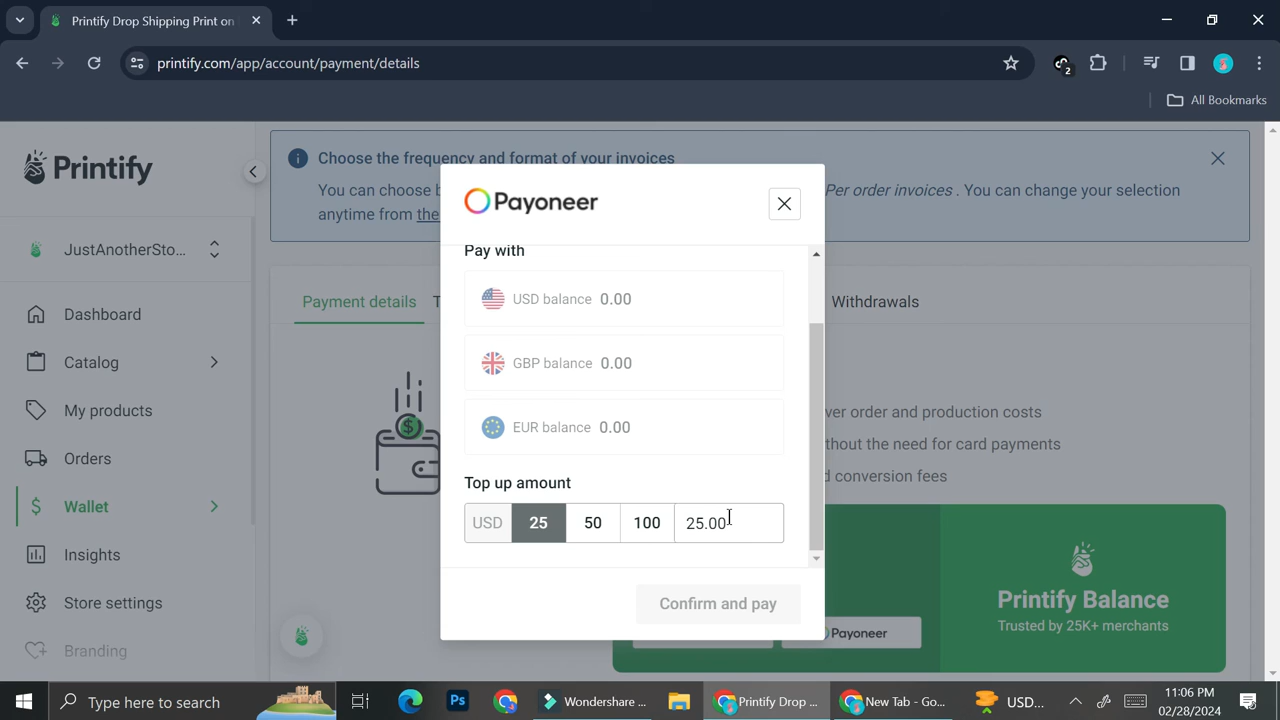 Printify Drop Shipping Print on
printify.com/app/account/payment/details
2
All Bookmarks
Printify
JustAnotherSto...
Dashboard
Catalog
My products
Orders
Wallet
Insights
Store settings
Branding
Choose the frequency and format of your invoices
You can choose b
Per order invoices . You can change your selection
anytime from the
Payment details
T
Withdrawals
ver order and production costs
ithout the need for card payments
d conversion fees
Printify Balance
Trusted by 25K+ merchants
Payoneer
Payoneer
Pay with
USD balance 0.00
GBP balance 0.00
EUR balance 0.00
Top up amount
USD 25 50 100 25.00
Confirm and pay
Type here to search
Ps
Wondershare ...
Printify Drop ...
New Tab - Go...
USD...
11:06 PM
02/28/2024